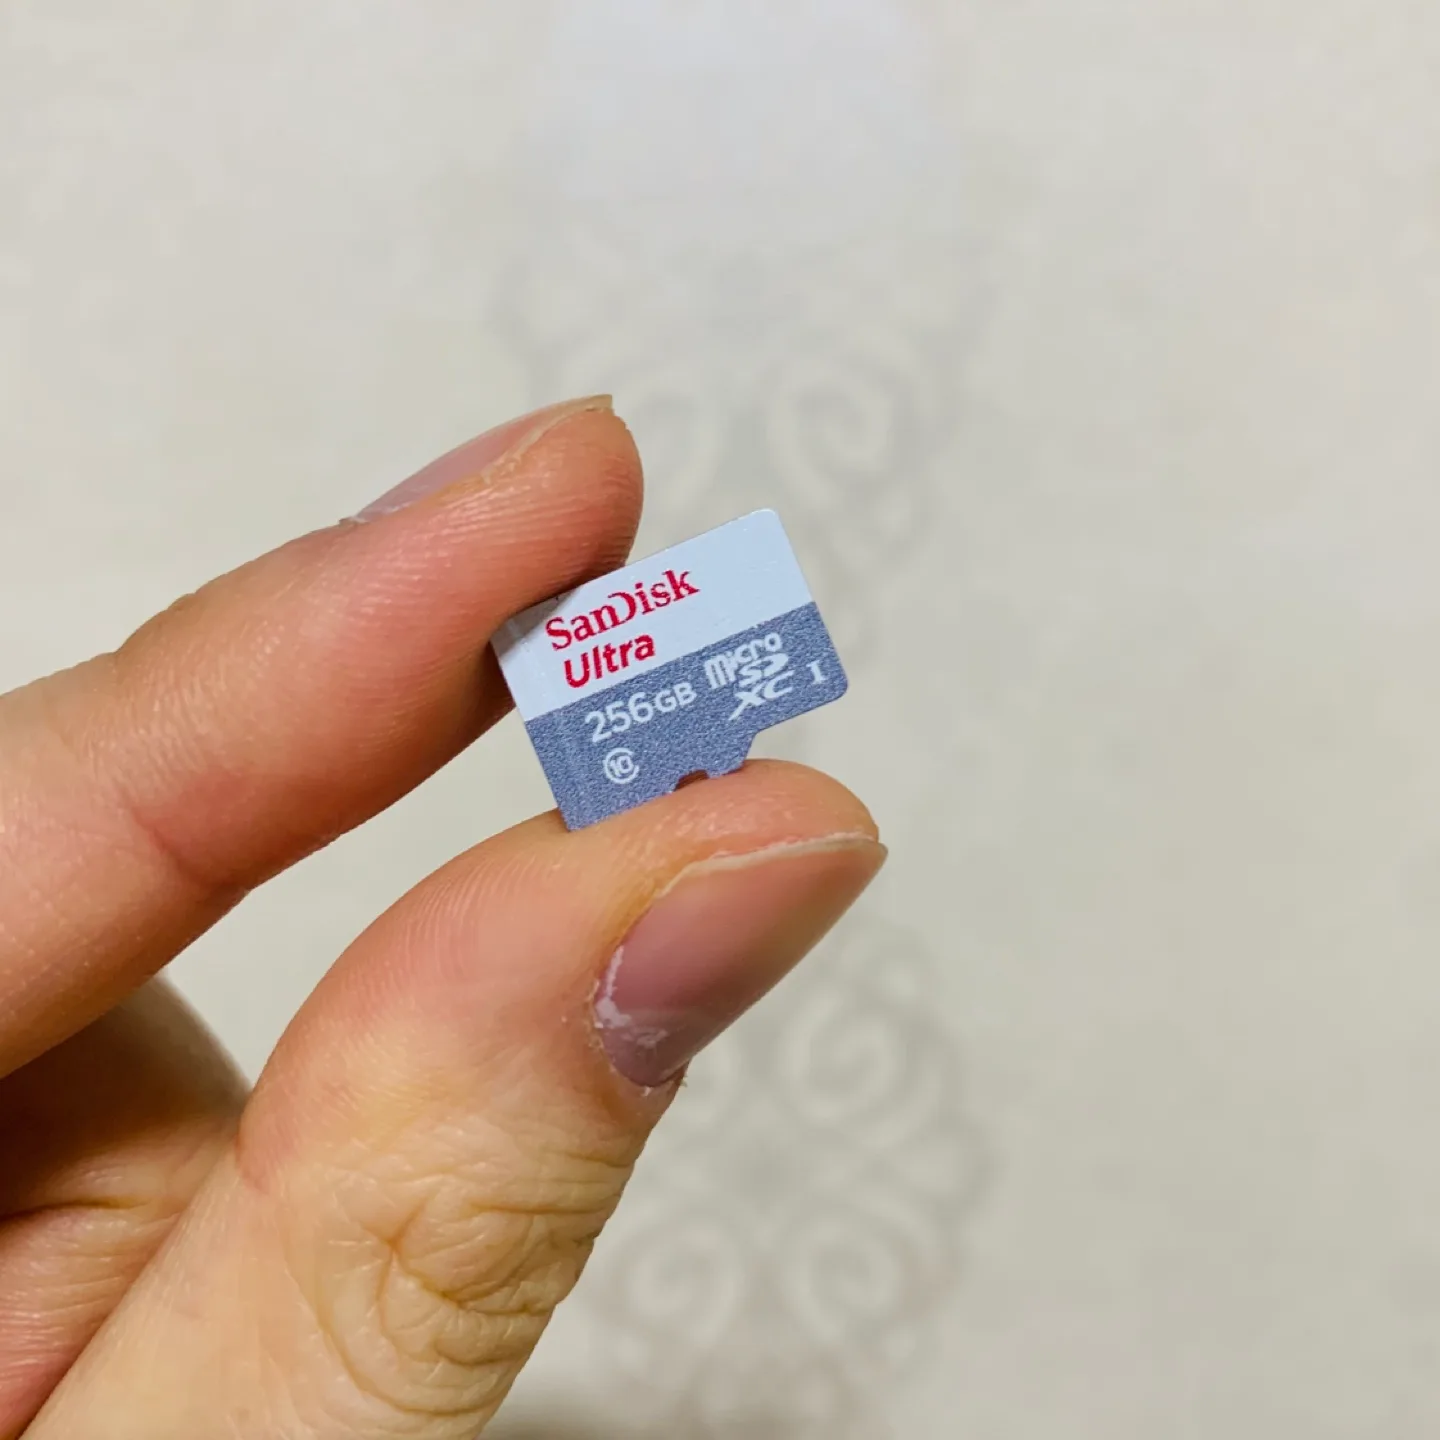 SanDisk
Ultra
256GB micro SD XC I
10